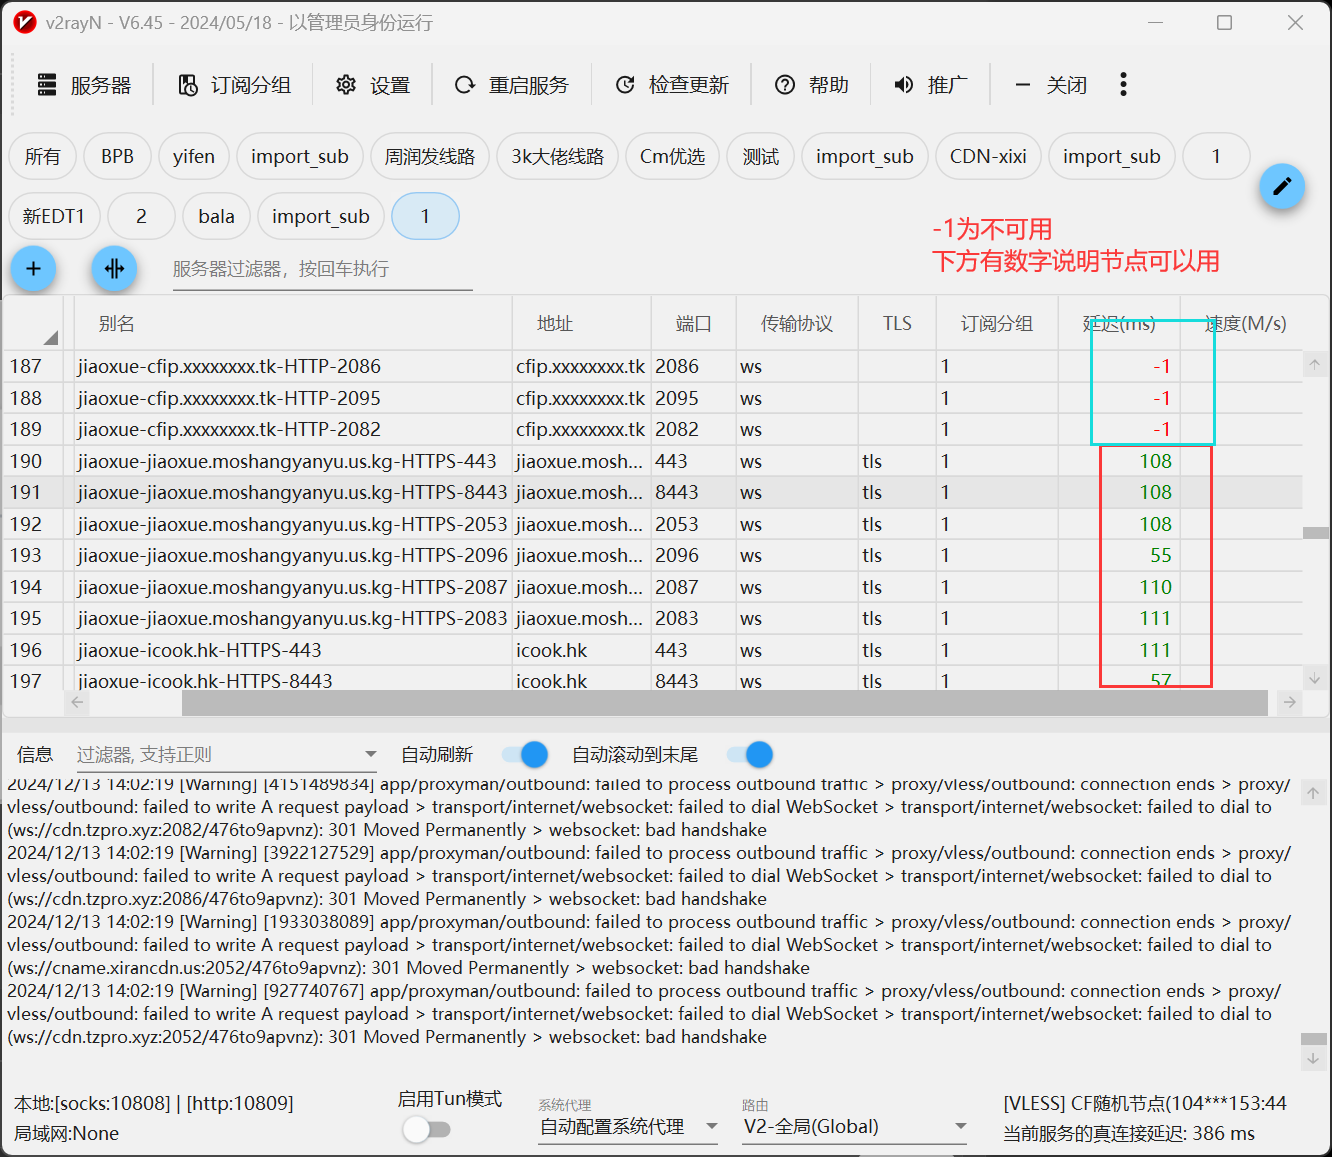 v2rayN - V6.45 - 2024/05/18 - 以管理员身份运行
服务器 订阅分组 设置 重启服务 检查更新 帮助 推广 关闭
所有 BPB yifen import_sub 周润发线路 3k大佬线路 Cm优选 测试 import_sub CDN-xixi import_sub 1
新EDT1 2 bala import_sub 1
-1为不可用
下方有数字说明节点可以用
服务器过滤器，按回车执行
别名 地址 端口 传输协议 TLS 订阅分组 延迟(ms) 速度(M/s)
187 jiaoxue-cfip.xxxxxxxx.tk-HTTP-2086 cfip.xxxxxxxx.tk 2086 ws 1 -1
188 jiaoxue-cfip.xxxxxxxx.tk-HTTP-2095 cfip.xxxxxxxx.tk 2095 ws 1 -1
189 jiaoxue-cfip.xxxxxxxx.tk-HTTP-2082 cfip.xxxxxxxx.tk 2082 ws 1 -1
190 jiaoxue-jiaoxue.moshangyanyu.us.kg-HTTPS-443 jiaoxue.mosh... 443 ws tls 1 108
191 jiaoxue-jiaoxue.moshangyanyu.us.kg-HTTPS-8443 jiaoxue.mosh... 8443 ws tls 1 108
192 jiaoxue-jiaoxue.moshangyanyu.us.kg-HTTPS-2053 jiaoxue.mosh... 2053 ws tls 1 108
193 jiaoxue-jiaoxue.moshangyanyu.us.kg-HTTPS-2096 jiaoxue.mosh... 2096 ws tls 1 55
194 jiaoxue-jiaoxue.moshangyanyu.us.kg-HTTPS-2087 jiaoxue.mosh... 2087 ws tls 1 110
195 jiaoxue-jiaoxue.moshangyanyu.us.kg-HTTPS-2083 jiaoxue.mosh... 2083 ws tls 1 111
196 jiaoxue-icook.hk-HTTPS-443 icook.hk 443 ws tls 1 111
197 jiaoxue-icook.hk-HTTPS-8443 icook.hk 8443 ws tls 1 57
信息 过滤器, 支持正则 自动刷新 自动滚动到末尾
2024/12/13 14:02:19 [Warning] [4151489834] app/proxyman/outbound: failed to process outbound traffic > proxy/vless/outbound: connection ends > proxy/
vless/outbound: failed to write A request payload > transport/internet/websocket: failed to dial WebSocket > transport/internet/websocket: failed to dial to
(ws://cdn.tzpro.xyz:2082/476to9apvnz): 301 Moved Permanently > websocket: bad handshake
2024/12/13 14:02:19 [Warning] [3922127529] app/proxyman/outbound: failed to process outbound traffic > proxy/vless/outbound: connection ends > proxy/
vless/outbound: failed to write A request payload > transport/internet/websocket: failed to dial WebSocket > transport/internet/websocket: failed to dial to
(ws://cdn.tzpro.xyz:2086/476to9apvnz): 301 Moved Permanently > websocket: bad handshake
2024/12/13 14:02:19 [Warning] [1933038089] app/proxyman/outbound: failed to process outbound traffic > proxy/vless/outbound: connection ends > proxy/
vless/outbound: failed to write A request payload > transport/internet/websocket: failed to dial WebSocket > transport/internet/websocket: failed to dial to
(ws://cname.xirancdn.us:2052/476to9apvnz): 301 Moved Permanently > websocket: bad handshake
2024/12/13 14:02:19 [Warning] [927740767] app/proxyman/outbound: failed to process outbound traffic > proxy/vless/outbound: connection ends > proxy/
vless/outbound: failed to write A request payload > transport/internet/websocket: failed to dial WebSocket > transport/internet/websocket: failed to dial to
(ws://cdn.tzpro.xyz:2052/476to9apvnz): 301 Moved Permanently > websocket: bad handshake
本地:[socks:10808] | [http:10809]
局域网:None
启用Tun模式
系统代理
自动配置系统代理
路由
V2-全局(Global)
[VLESS] CF随机节点(104***153:44
当前服务的真连接延迟: 386 ms